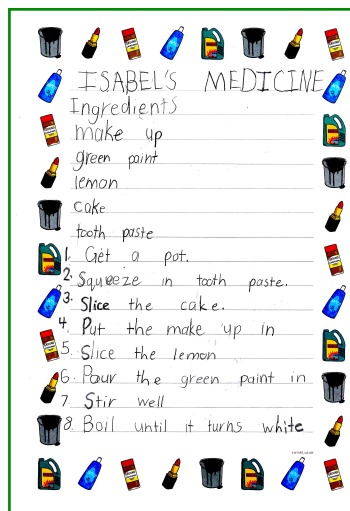 ISABEL'S MEDICINE
Ingredients
make up
green paint
lemon
cake
tooth paste
1. Get a pot.
2. Squeeze in tooth paste.
3. Slice the cake.
4. Put the make up in
5. Slice the lemon
6. Pour the green paint in
7. Stir well
8. Boil until it turns white